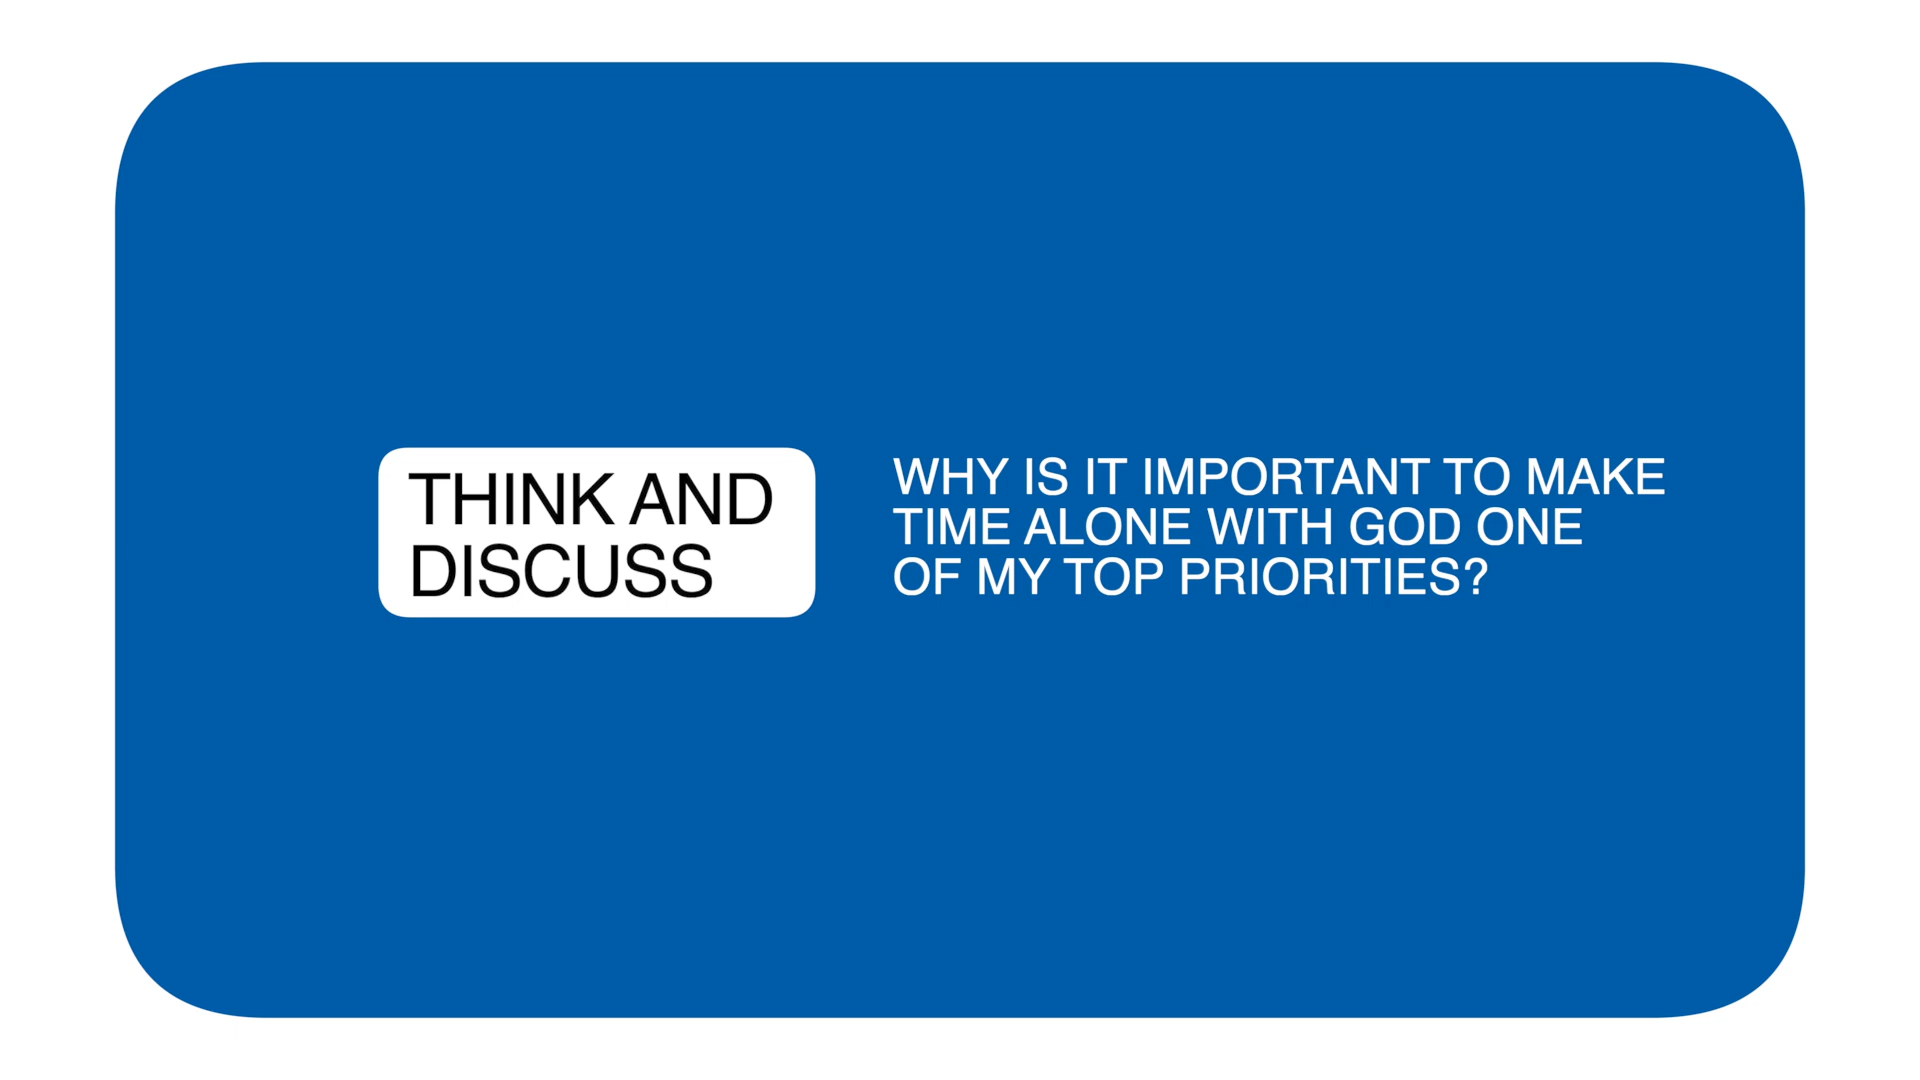 THINK AND
DISCUSS
WHY IS IT IMPORTANT TO MAKE
TIME ALONE WITH GOD ONE
OF MY TOP PRIORITIES?